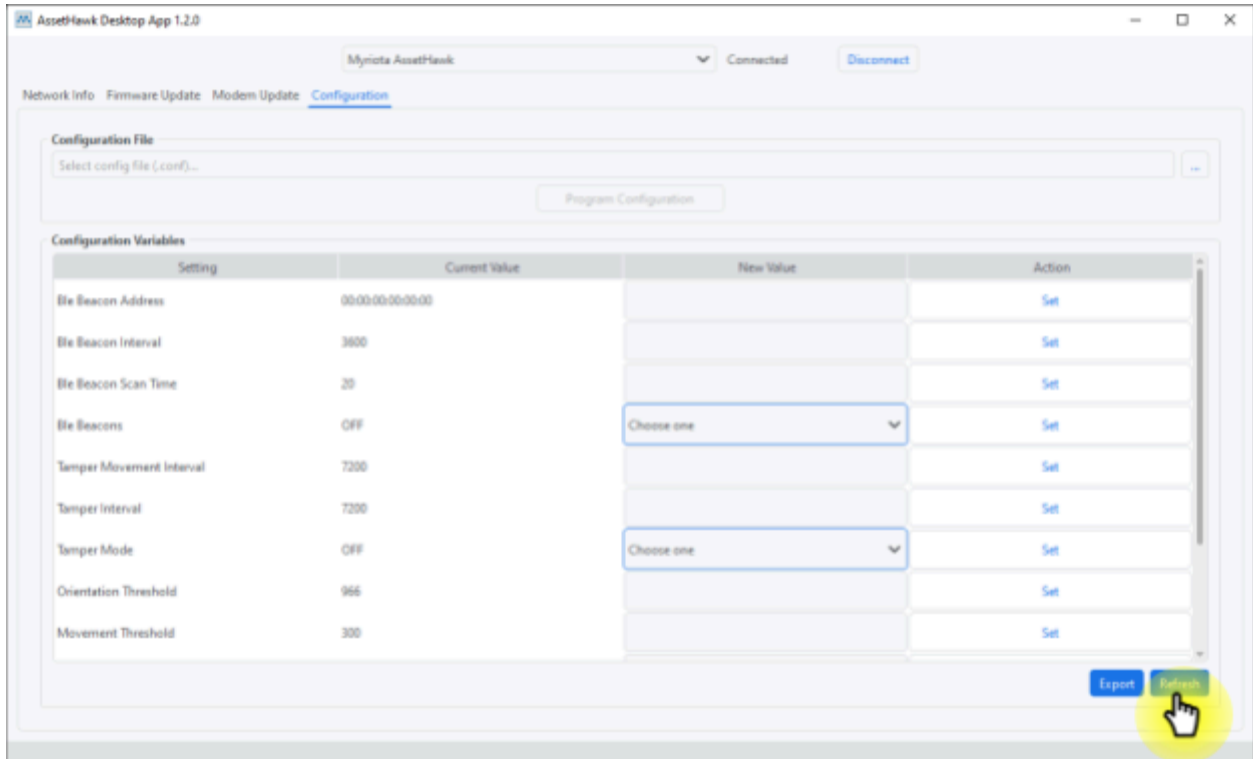 AssetHawk Desktop App 1.2.0
Myriota AssetHawk Connected Disconnect
Network Info Firmware Update Modem Update Configuration
Configuration File
Select config file (.conf)... ...
Program Configuration
Configuration Variables
Setting Current Value New Value Action
Ble Beacon Address 00:00:00:00:00:00 Set
Ble Beacon Interval 3600 Set
Ble Beacon Scan Time 20 Set
Ble Beacons OFF Choose one Set
Tamper Movement Interval 7200 Set
Tamper Interval 7200 Set
Tamper Mode OFF Choose one Set
Orientation Threshold 966 Set
Movement Threshold 300 Set
Export Refresh